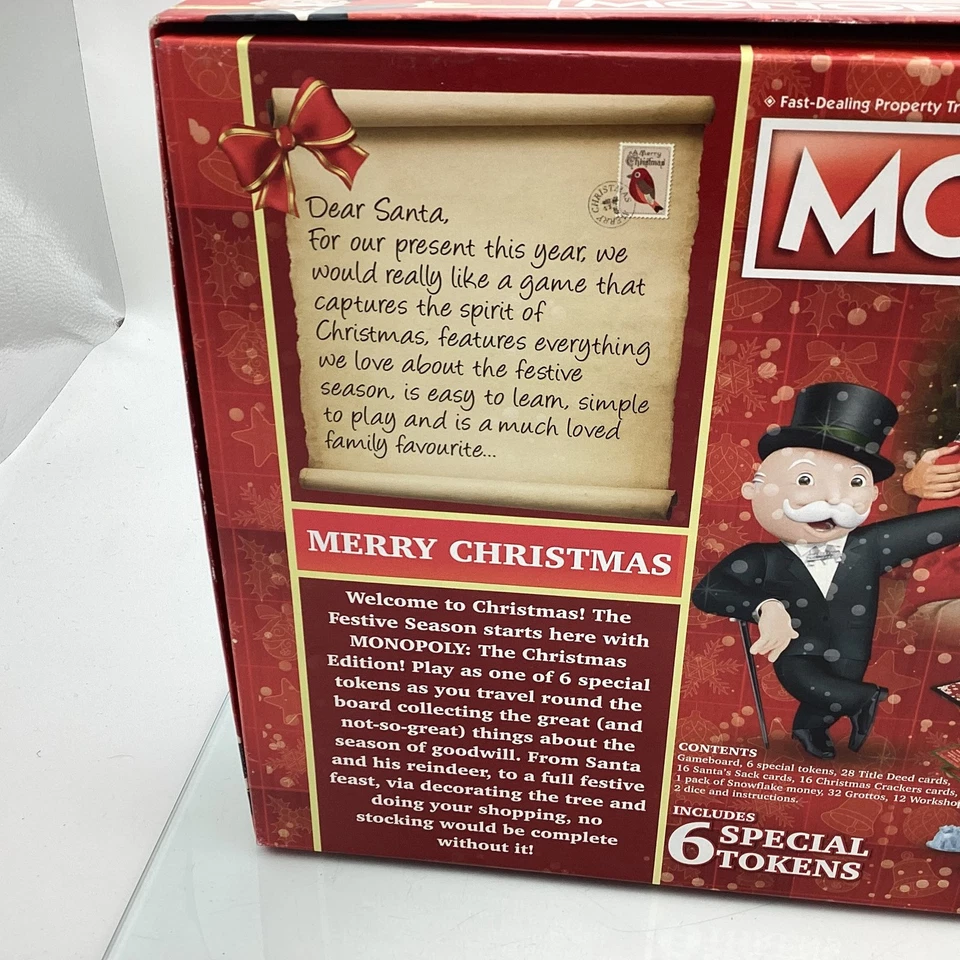 Fast-Dealing Property Tr
MO
A Merry
Christmas
CHRISTMAS
MERRY
Dear Santa,
For our present this year, we
would really like a game that
captures the spirit of
Christmas, features everything
we love about the festive
season, is easy to learn, simple
to play and is a much loved
family favourite...
MERRY CHRISTMAS
Welcome to Christmas! The
Festive Season starts here with
MONOPOLY: The Christmas
Edition! Play as one of 6 special
tokens as you travel round the
board collecting the great (and
not-so-great) things about the
season of goodwill. From Santa
and his reindeer, to a full festive
feast, via decorating the tree and
doing your shopping, no
stocking would be complete
without it!
CONTENTS
Gameboard, 6 special tokens, 28 Title Deed cards,
16 Santa's Sack cards, 16 Christmas Crackers cards,
1 pack of Snowflake money, 32 Grottos, 12 Workshop
2 dice and instructions.
INCLUDES
6 SPECIAL
TOKENS